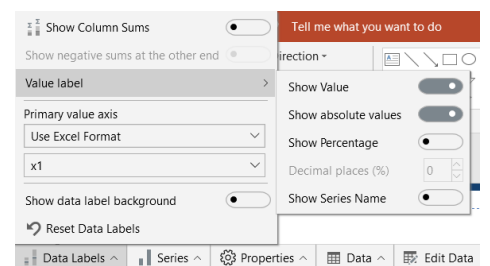 Show Column Sums
Tell me what you want to do
Show negative sums at the other end
irection
Value label
Show Value
Primary value axis
Show absolute values
Use Excel Format
Show Percentage
x1
Decimal places (%) 0
Show data label background
Show Series Name
Reset Data Labels
Data Labels Series Properties Data Edit Data